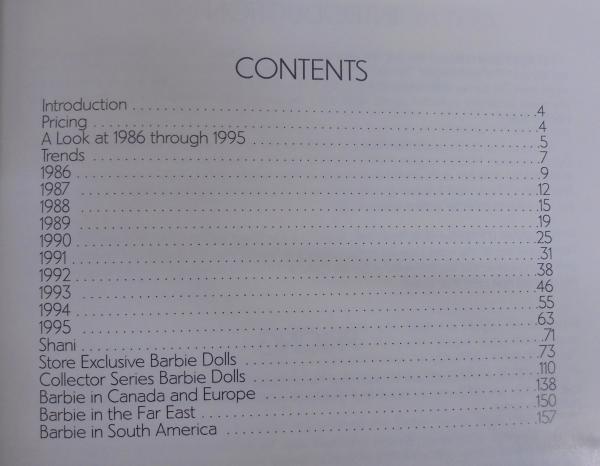 CONTENTS
Introduction ........ 4
Pricing ........ 4
A Look at 1986 through 1995 ........ 5
Trends ........ 7
1986 ........ 9
1987 ........ 12
1988 ........ 15
1989 ........ 19
1990 ........ 25
1991 ........ 31
1992 ........ 38
1993 ........ 46
1994 ........ 55
1995 ........ 63
Shani ........ 71
Store Exclusive Barbie Dolls ........ 73
Collector Series Barbie Dolls ........ 110
Barbie in Canada and Europe ........ 138
Barbie in the Far East ........ 150
Barbie in South America ........ 157